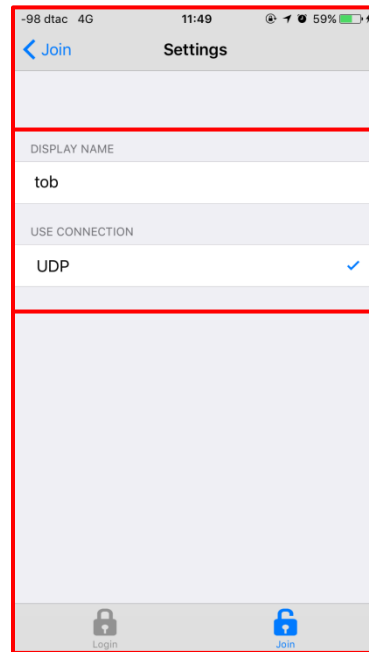 -98 dtac 4G 11:49 59%
Join Settings
DISPLAY NAME
tob
USE CONNECTION
UDP
Login Join